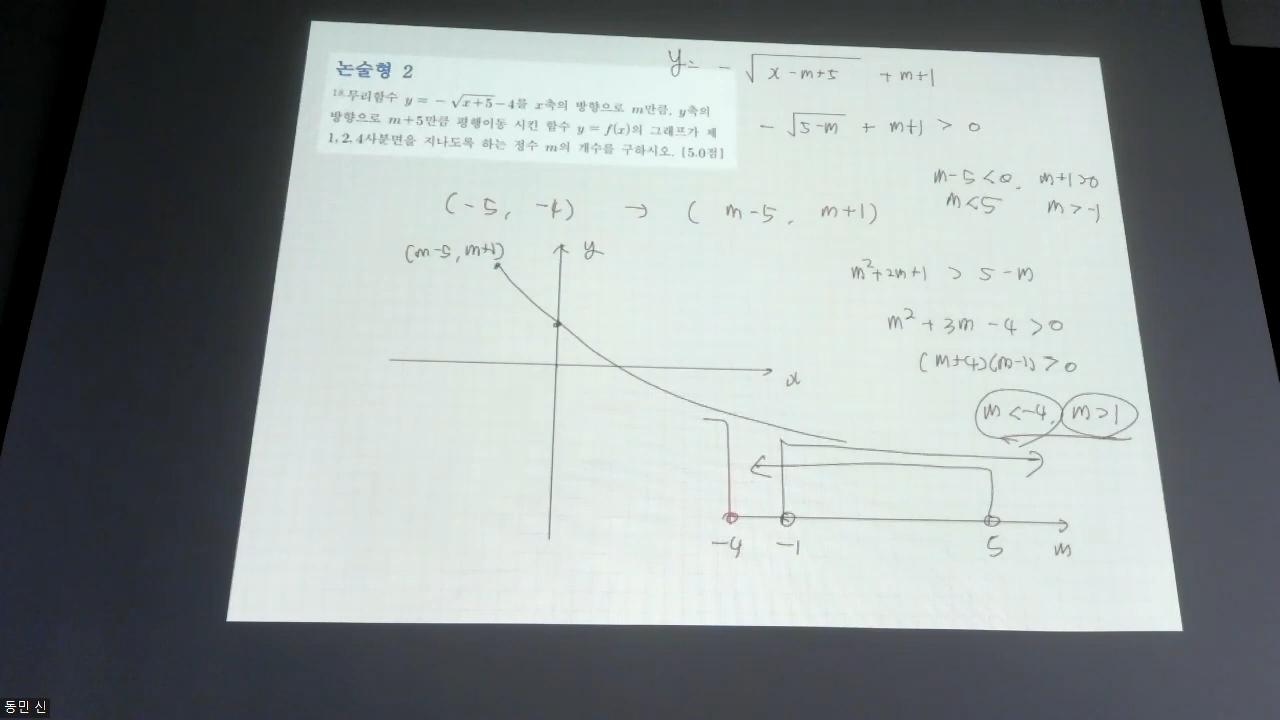 논술형 2
18.무리함수 y = -√x+5 -4를 x축의 방향으로 m만큼, y축의
방향으로 m+5만큼 평행이동 시킨 함수 y = f(x)의 그래프가 제
1, 2, 4사분면을 지나도록 하는 정수 m의 개수를 구하시오. [5.0점]
y= -√x-m+5 + m+1
-√5-m + m+1 > 0
m-5<0, m+1>0
m<5 m>-1
(-5, -4) → (m-5, m+1)
(m-5, m+1)
y
x
m²+2m+1 > 5-m
m²+3m-4>0
(m+4)(m-1)>0
m<-4, m>1
-4 -1 5 m
동민 신